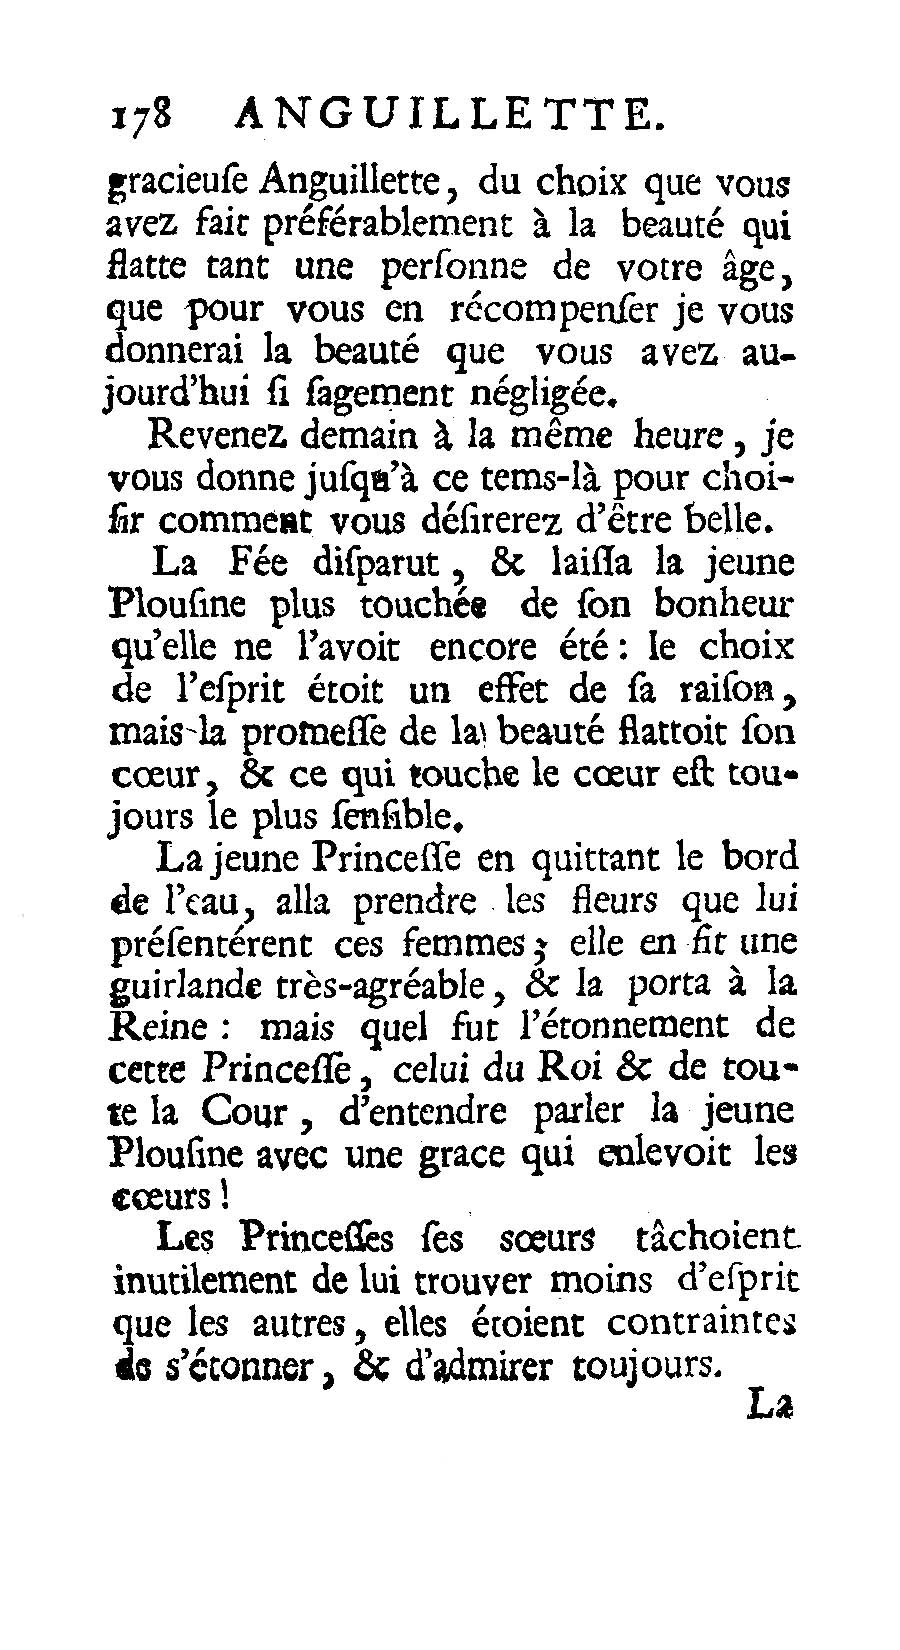 178 ANGUILLETTE.
gracieuſe Anguillette, du choix que vous
avez fait préférablement à la beauté qui
flatte tant une perſonne de votre âge,
que pour vous en récompenſer je vous
donnerai la beauté que vous avez au-
jourd'hui ſi ſagement négligée.
Revenez demain à la même heure, je
vous donne juſqu'à ce tems-là pour choi-
ſir comment vous déſirerez d'être belle.
La Fée diſparut, & laiſſa la jeune
Plouſine plus touchée de ſon bonheur
qu'elle ne l'avoit encore été : le choix
de l'eſprit étoit un effet de ſa raiſon,
mais la promeſſe de la beauté flattoit ſon
cœur, & ce qui touche le cœur eſt tou-
jours le plus ſenſible.
La jeune Princeſſe en quittant le bord
de l'eau, alla prendre les fleurs que lui
préſentérent ces femmes ; elle en fit une
guirlande très-agréable, & la porta à la
Reine : mais quel fut l'étonnement de
cette Princeſſe, celui du Roi & de tou-
te la Cour, d'entendre parler la jeune
Plouſine avec une grace qui enlevoit les
cœurs !
Les Princeſſes ſes sœurs tâchoient
inutilement de lui trouver moins d'eſprit
que les autres, elles étoient contraintes
de s'étonner, & d'admirer toujours.
La